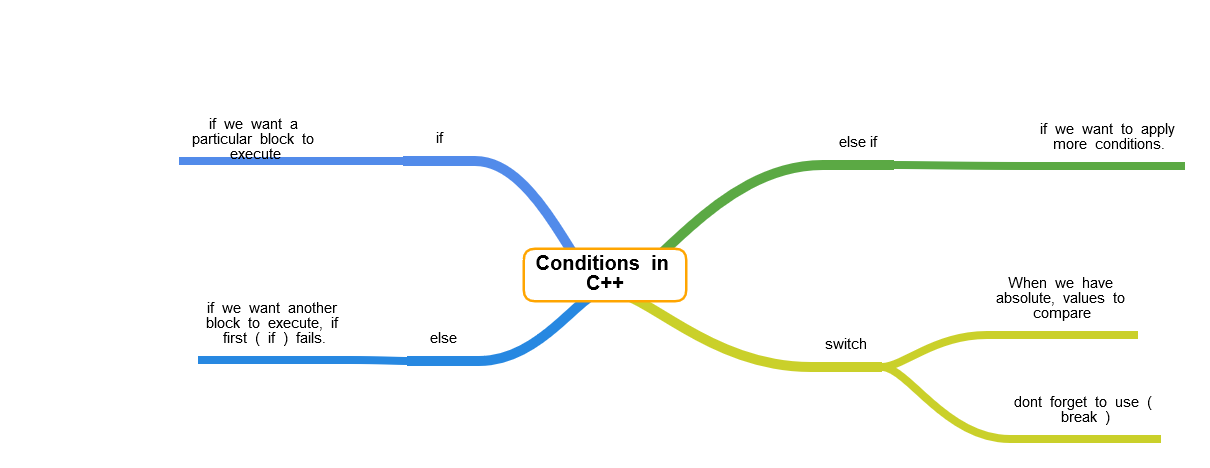 if we want a
particular block to
execute
if
else if
if we want to apply
more conditions.
Conditions in
C++
if we want another
block to execute, if
first ( if ) fails.
else
switch
When we have
absolute, values to
compare
dont forget to use (
break )